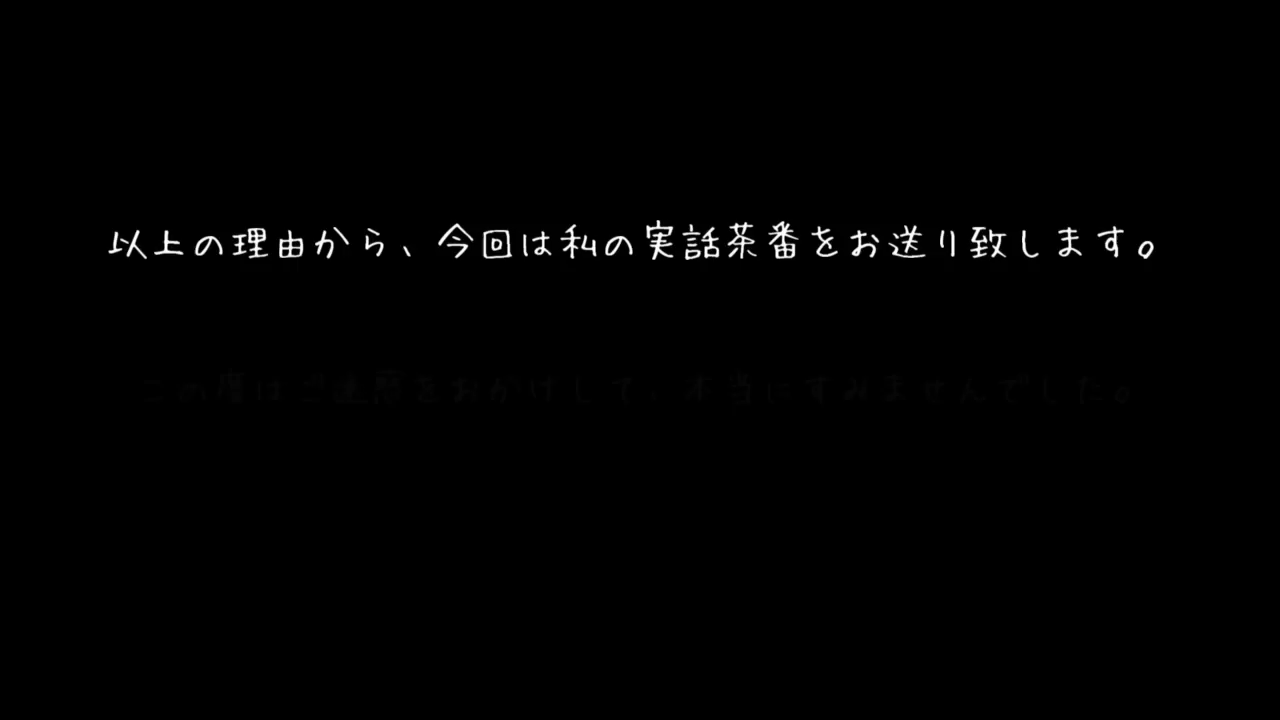 以上の理由から、今回は私の実話茶番をお送り致します。
この度はご迷惑をおかけして、本当にすみませんでした。